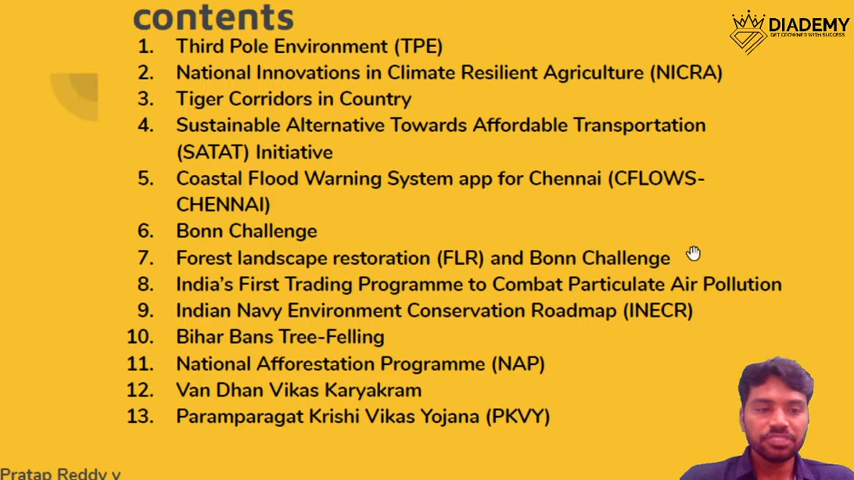 contents
DIADEMY
GET CROWNED WITH SUCCESS
1. Third Pole Environment (TPE)
2. National Innovations in Climate Resilient Agriculture (NICRA)
3. Tiger Corridors in Country
4. Sustainable Alternative Towards Affordable Transportation
(SATAT) Initiative
5. Coastal Flood Warning System app for Chennai (CFLOWS-
CHENNAI)
6. Bonn Challenge
7. Forest landscape restoration (FLR) and Bonn Challenge
8. India's First Trading Programme to Combat Particulate Air Pollution
9. Indian Navy Environment Conservation Roadmap (INECR)
10. Bihar Bans Tree-Felling
11. National Afforestation Programme (NAP)
12. Van Dhan Vikas Karyakram
13. Paramparagat Krishi Vikas Yojana (PKVY)
Pratap Reddy v